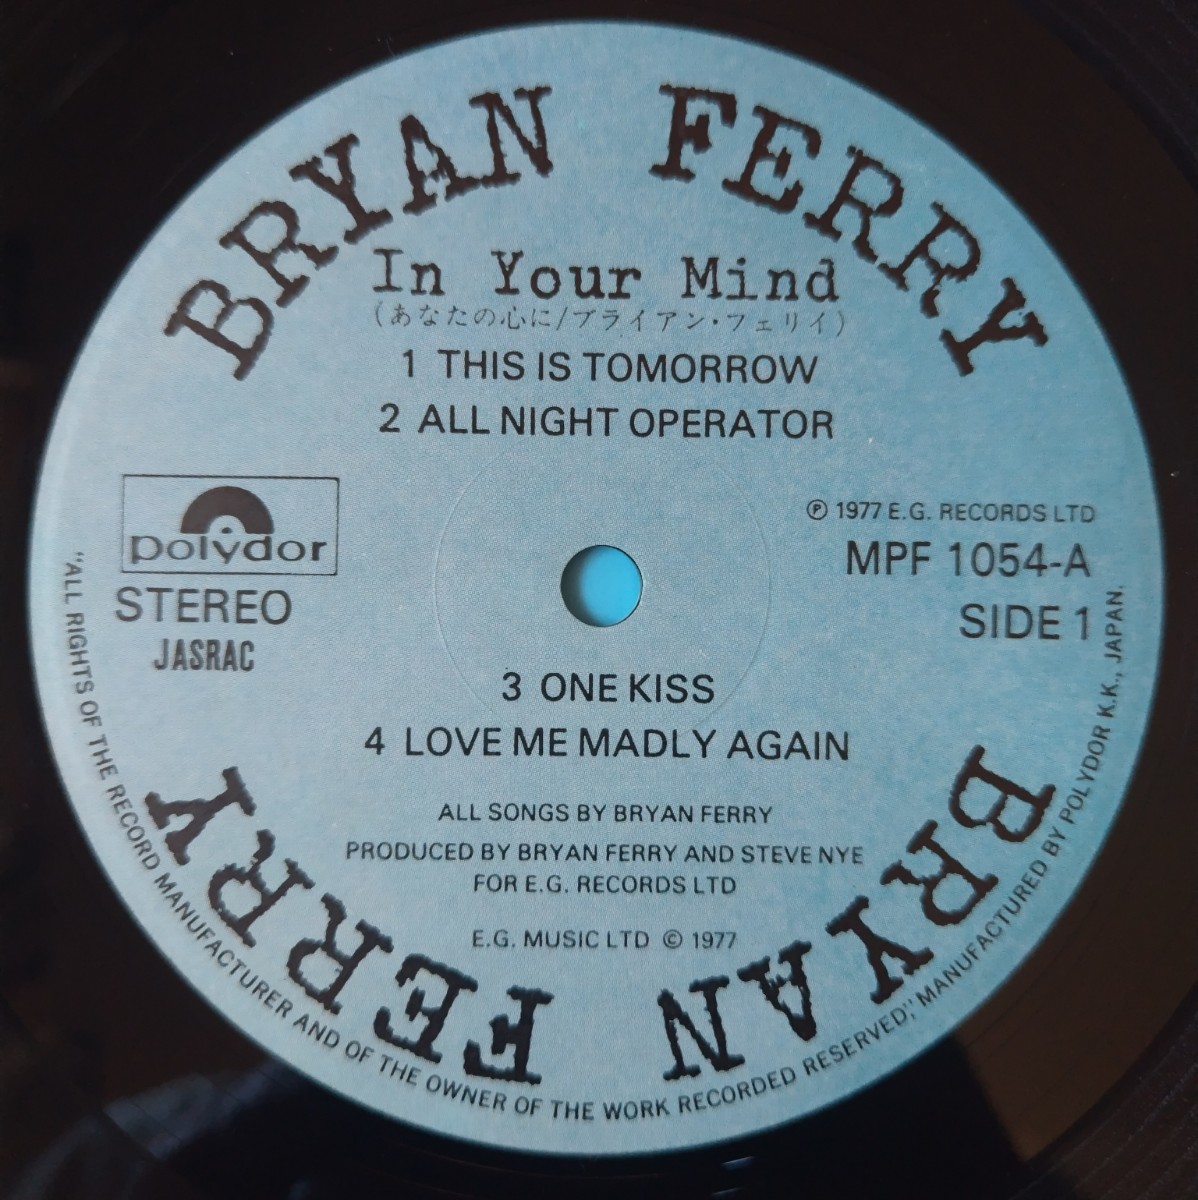 BRYAN FERRY
In Your Mind
(あなたの心に/ブライアン・フェリイ)
1 THIS IS TOMORROW
2 ALL NIGHT OPERATOR
polydor
STEREO
JASRAC
℗ 1977 E.G. RECORDS LTD
MPF 1054-A
SIDE 1
3 ONE KISS
4 LOVE ME MADLY AGAIN
ALL SONGS BY BRYAN FERRY
PRODUCED BY BRYAN FERRY AND STEVE NYE
FOR E.G. RECORDS LTD
E.G. MUSIC LTD © 1977
BRYAN FERRY
"ALL RIGHTS OF THE RECORD MANUFACTURER AND OF THE OWNER OF THE WORK RECORDED RESERVED," MANUFACTURED BY POLYDOR K.K., JAPAN.